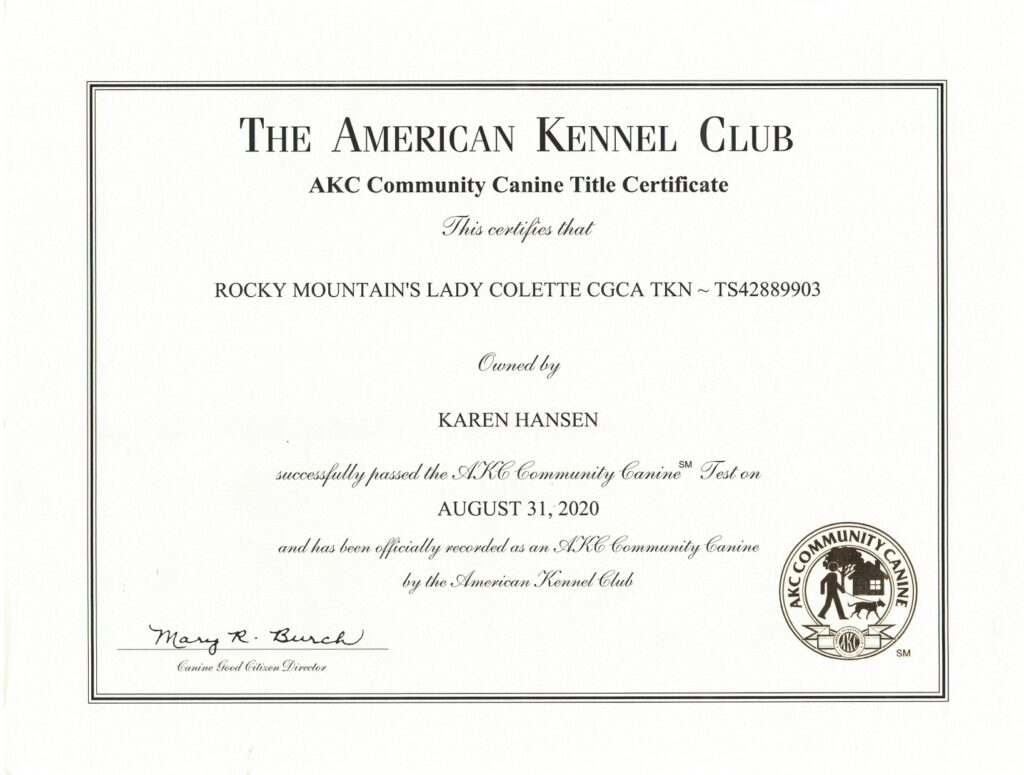 THE AMERICAN KENNEL CLUB
AKC Community Canine Title Certificate
This certifies that
ROCKY MOUNTAIN'S LADY COLETTE CGCA TKN ~ TS42889903
Owned by
KAREN HANSEN
successfully passed the AKC Community Canine℠ Test on
AUGUST 31, 2020
and has been officially recorded as an AKC Community Canine
by the American Kennel Club
Mary R. Burch
Canine Good Citizen Director
AKC COMMUNITY CANINE
AKC
SM